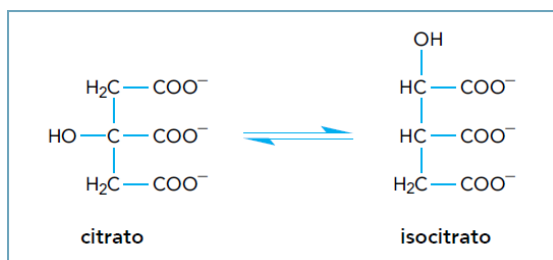 OH
H₂C — COO⁻
HC — COO⁻
HO — C — COO⁻
HC — COO⁻
H₂C — COO⁻
H₂C — COO⁻
citrato
isocitrato